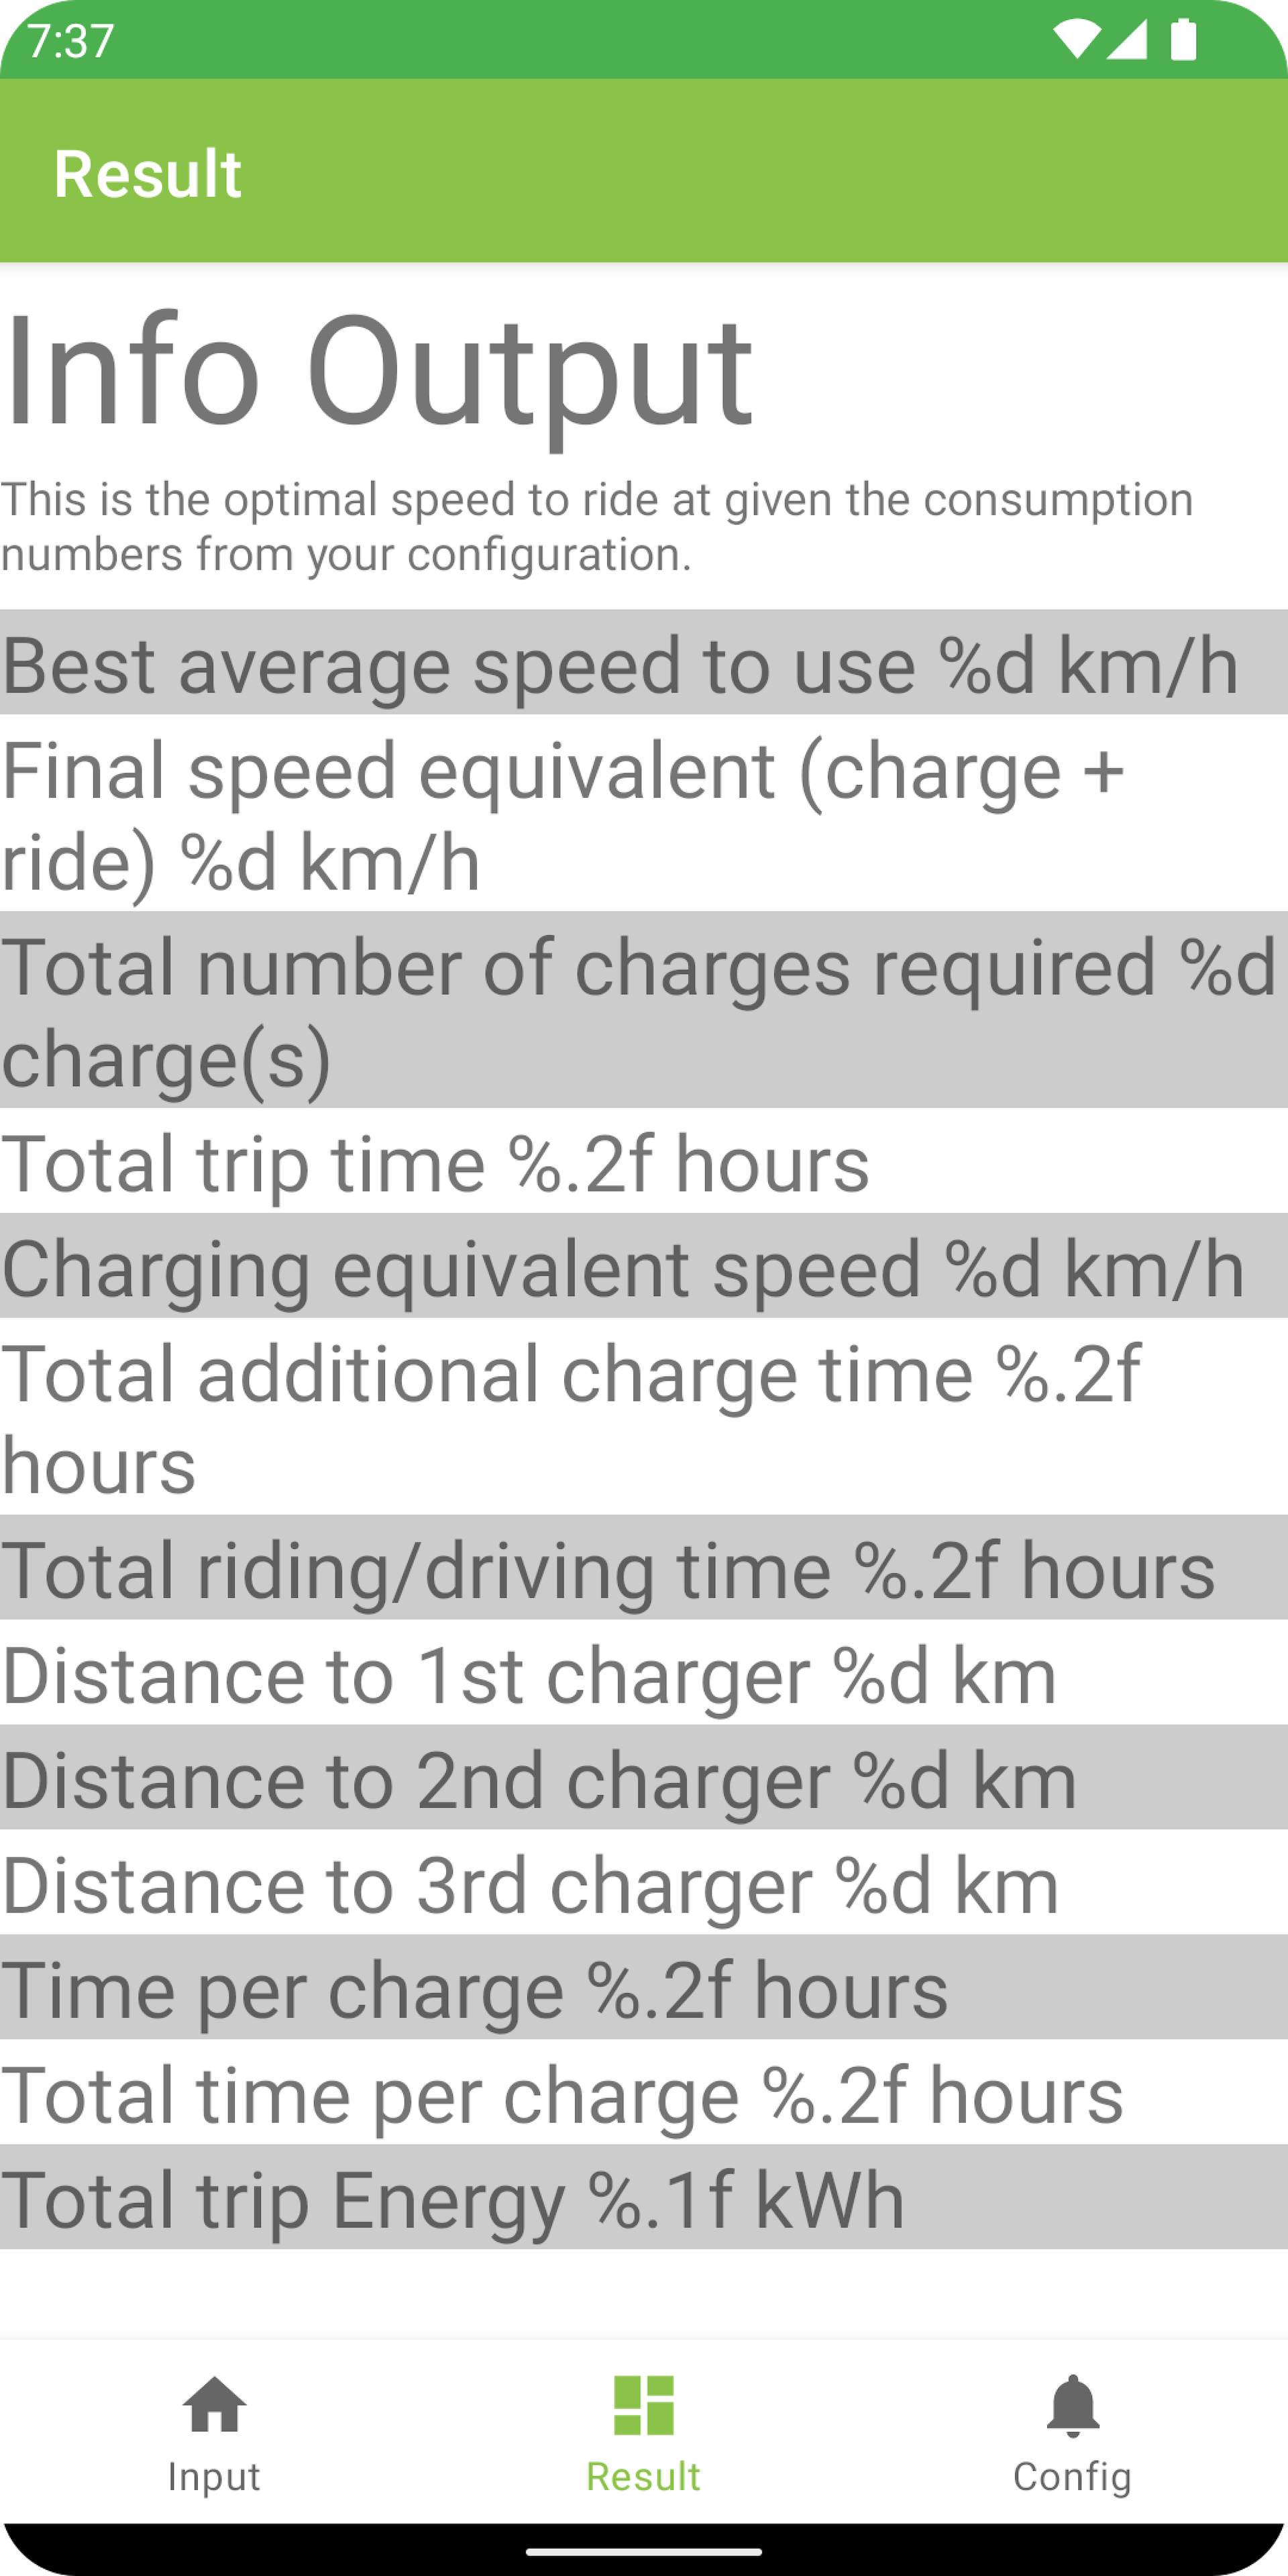 7:37
Result
Info Output
This is the optimal speed to ride at given the consumption
numbers from your configuration.
Best average speed to use %d km/h
Final speed equivalent (charge +
ride) %d km/h
Total number of charges required %d
charge(s)
Total trip time %.2f hours
Charging equivalent speed %d km/h
Total additional charge time %.2f
hours
Total riding/driving time %.2f hours
Distance to 1st charger %d km
Distance to 2nd charger %d km
Distance to 3rd charger %d km
Time per charge %.2f hours
Total time per charge %.2f hours
Total trip Energy %.1f kWh
Input
Result
Config